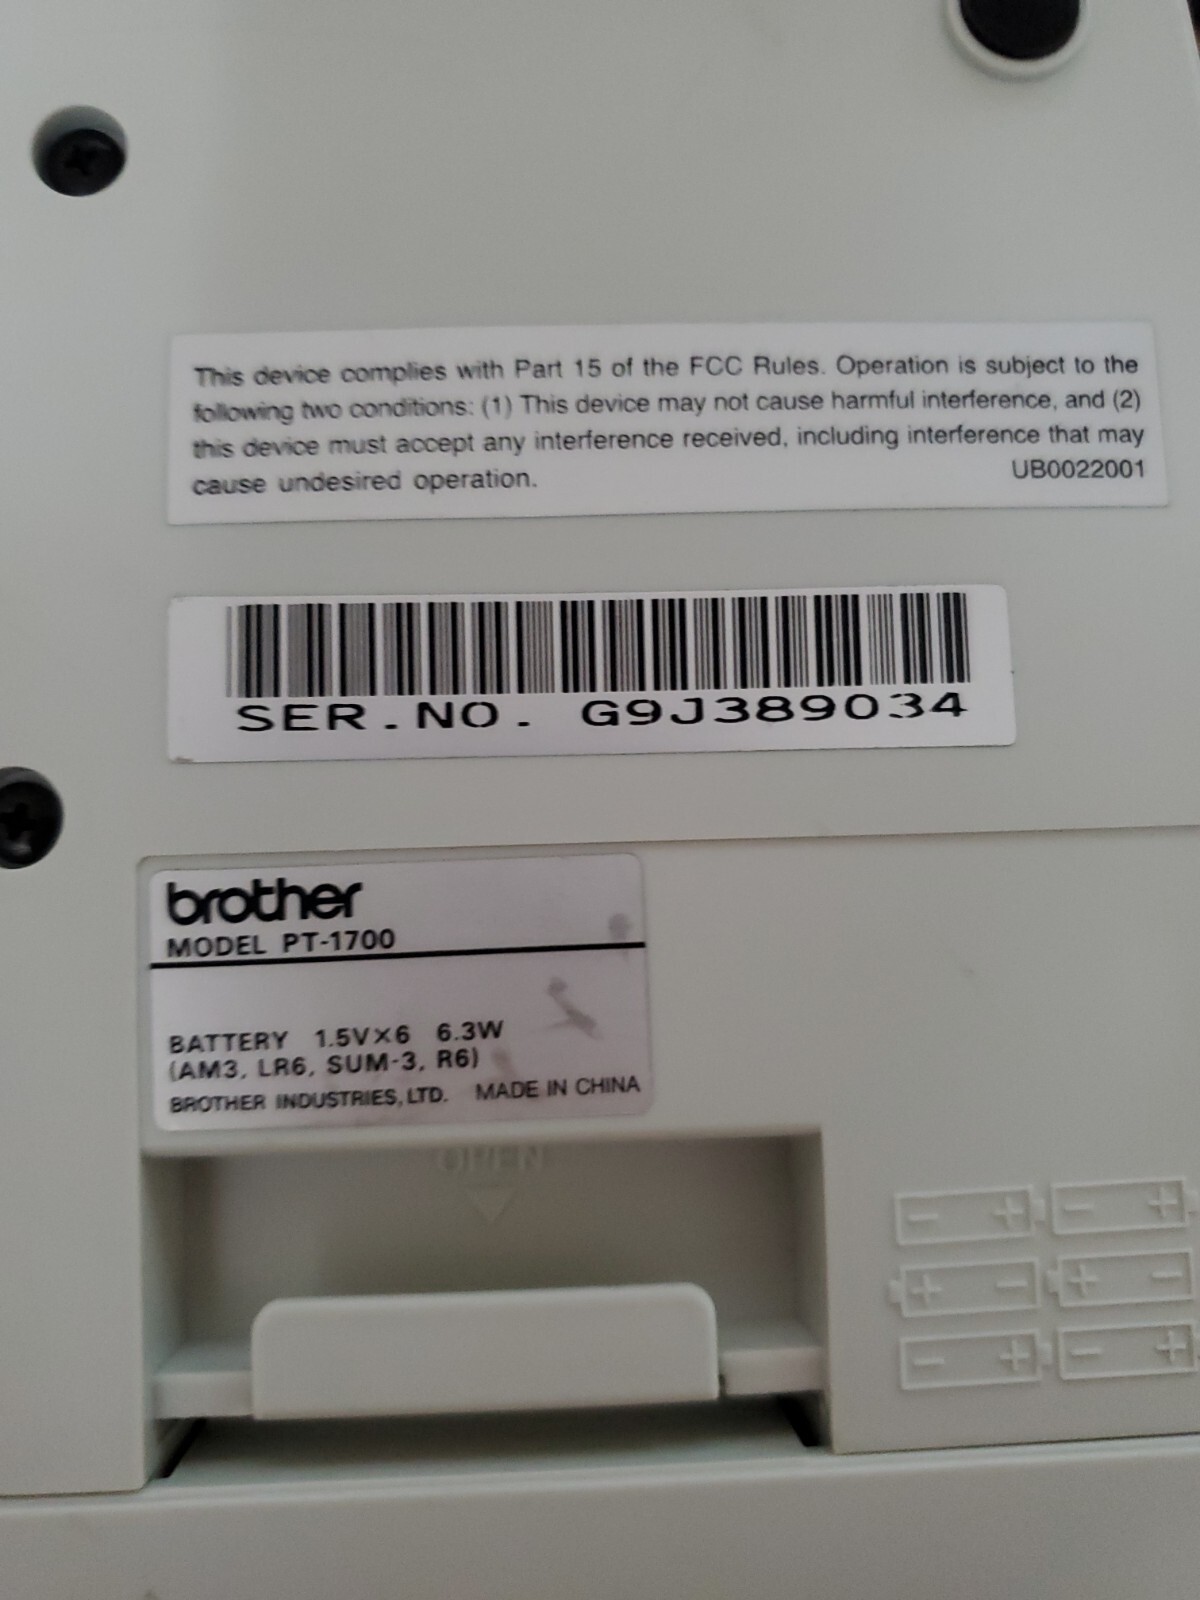 This device complies with Part 15 of the FCC Rules. Operation is subject to the
following two conditions: (1) This device may not cause harmful interference, and (2)
this device must accept any interference received, including interference that may
cause undesired operation. UB0022001
SER.NO. G9J389034
brother
MODEL PT-1700
BATTERY 1.5V×6 6.3W
(AM3, LR6, SUM-3, R6)
BROTHER INDUSTRIES, LTD. MADE IN CHINA
OPEN
- + - +
+ - + -
- + - +